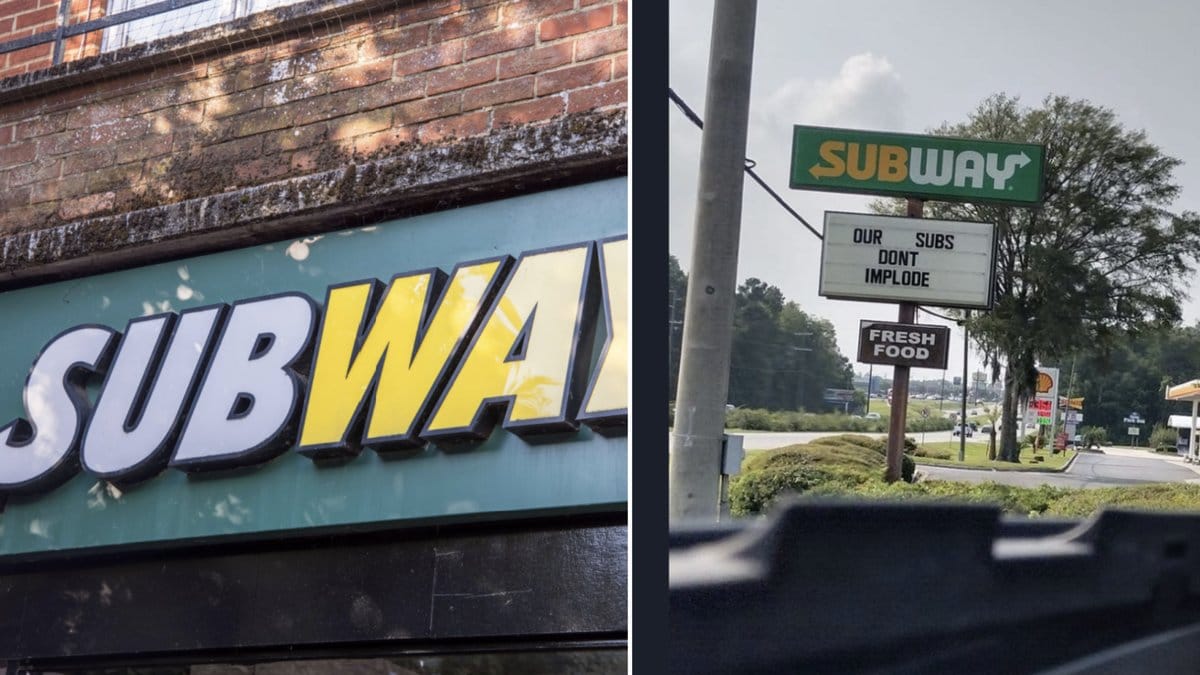 SUBWA
SUBWAY
OUR SUBS
DONT
IMPLODE
FRESH
FOOD